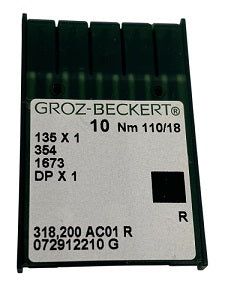 GROZ-BECKERT®
10 Nm 110/18
135 X 1
354
1673
DP X 1
R
318,200 AC01 R
072912210 G